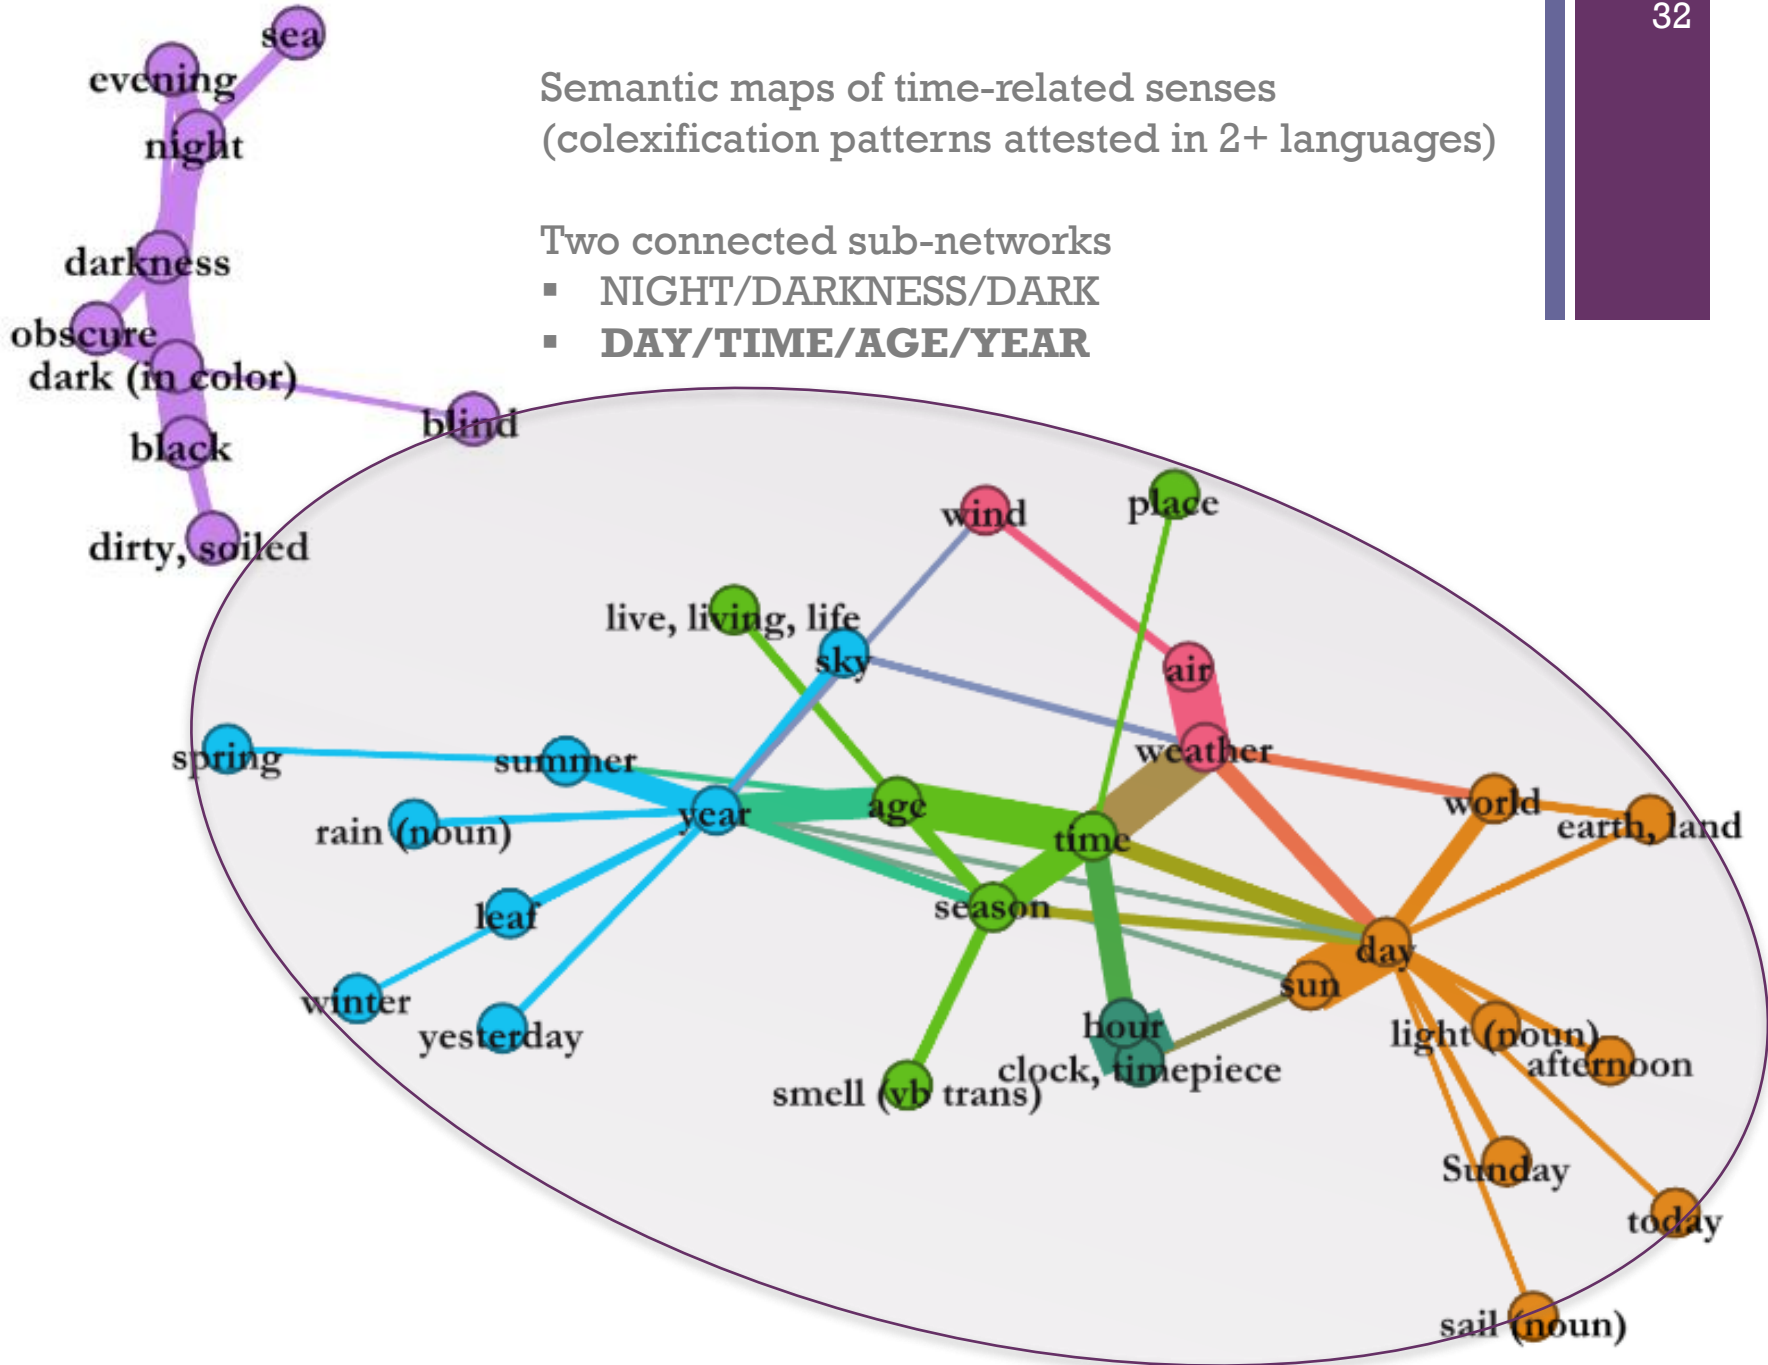 32
sea
evening
Semantic maps of time-related senses
(colexification patterns attested in 2+ languages)
night
Two connected sub-networks
darkness
▪ NIGHT/DARKNESS/DARK
obscure
▪ DAY/TIME/AGE/YEAR
dark (in color)
blind
black
place
wind
dirty, soiled
live, living, life
sky
air
weather
spring
summer
world
age
year
earth, land
rain (noun)
time
season
leaf
day
sun
winter
hour
yesterday
light (noun)
afternoon
clock, timepiece
smell (vb trans)
Sunday
today
sail (noun)